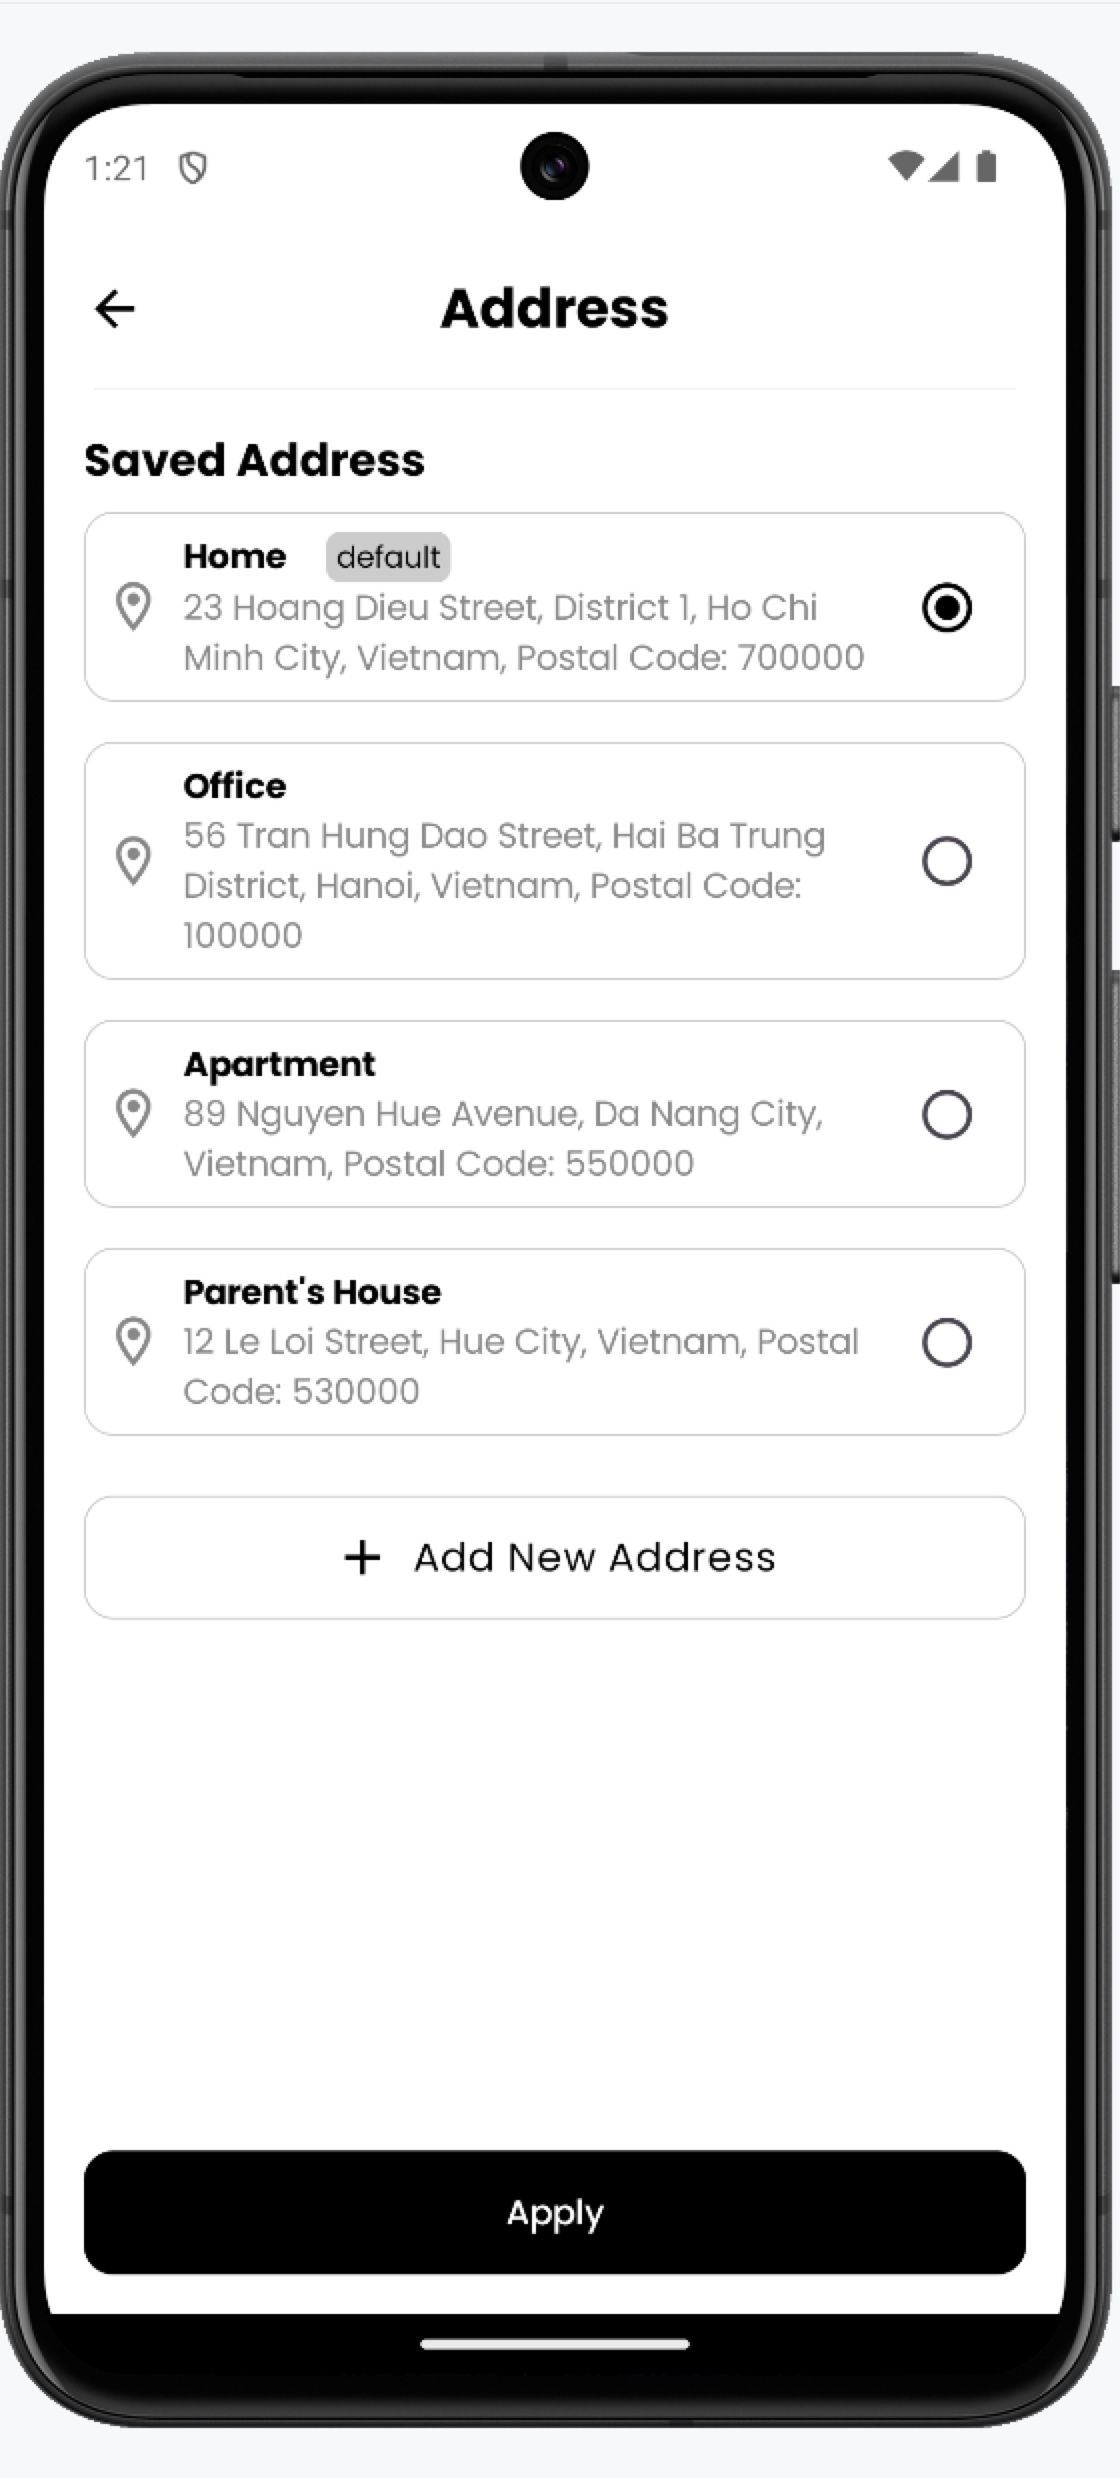 1:21
Address
Saved Address
Home default
23 Hoang Dieu Street, District 1, Ho Chi
Minh City, Vietnam, Postal Code: 700000
Office
56 Tran Hung Dao Street, Hai Ba Trung
District, Hanoi, Vietnam, Postal Code:
100000
Apartment
89 Nguyen Hue Avenue, Da Nang City,
Vietnam, Postal Code: 550000
Parent's House
12 Le Loi Street, Hue City, Vietnam, Postal
Code: 530000
+ Add New Address
Apply